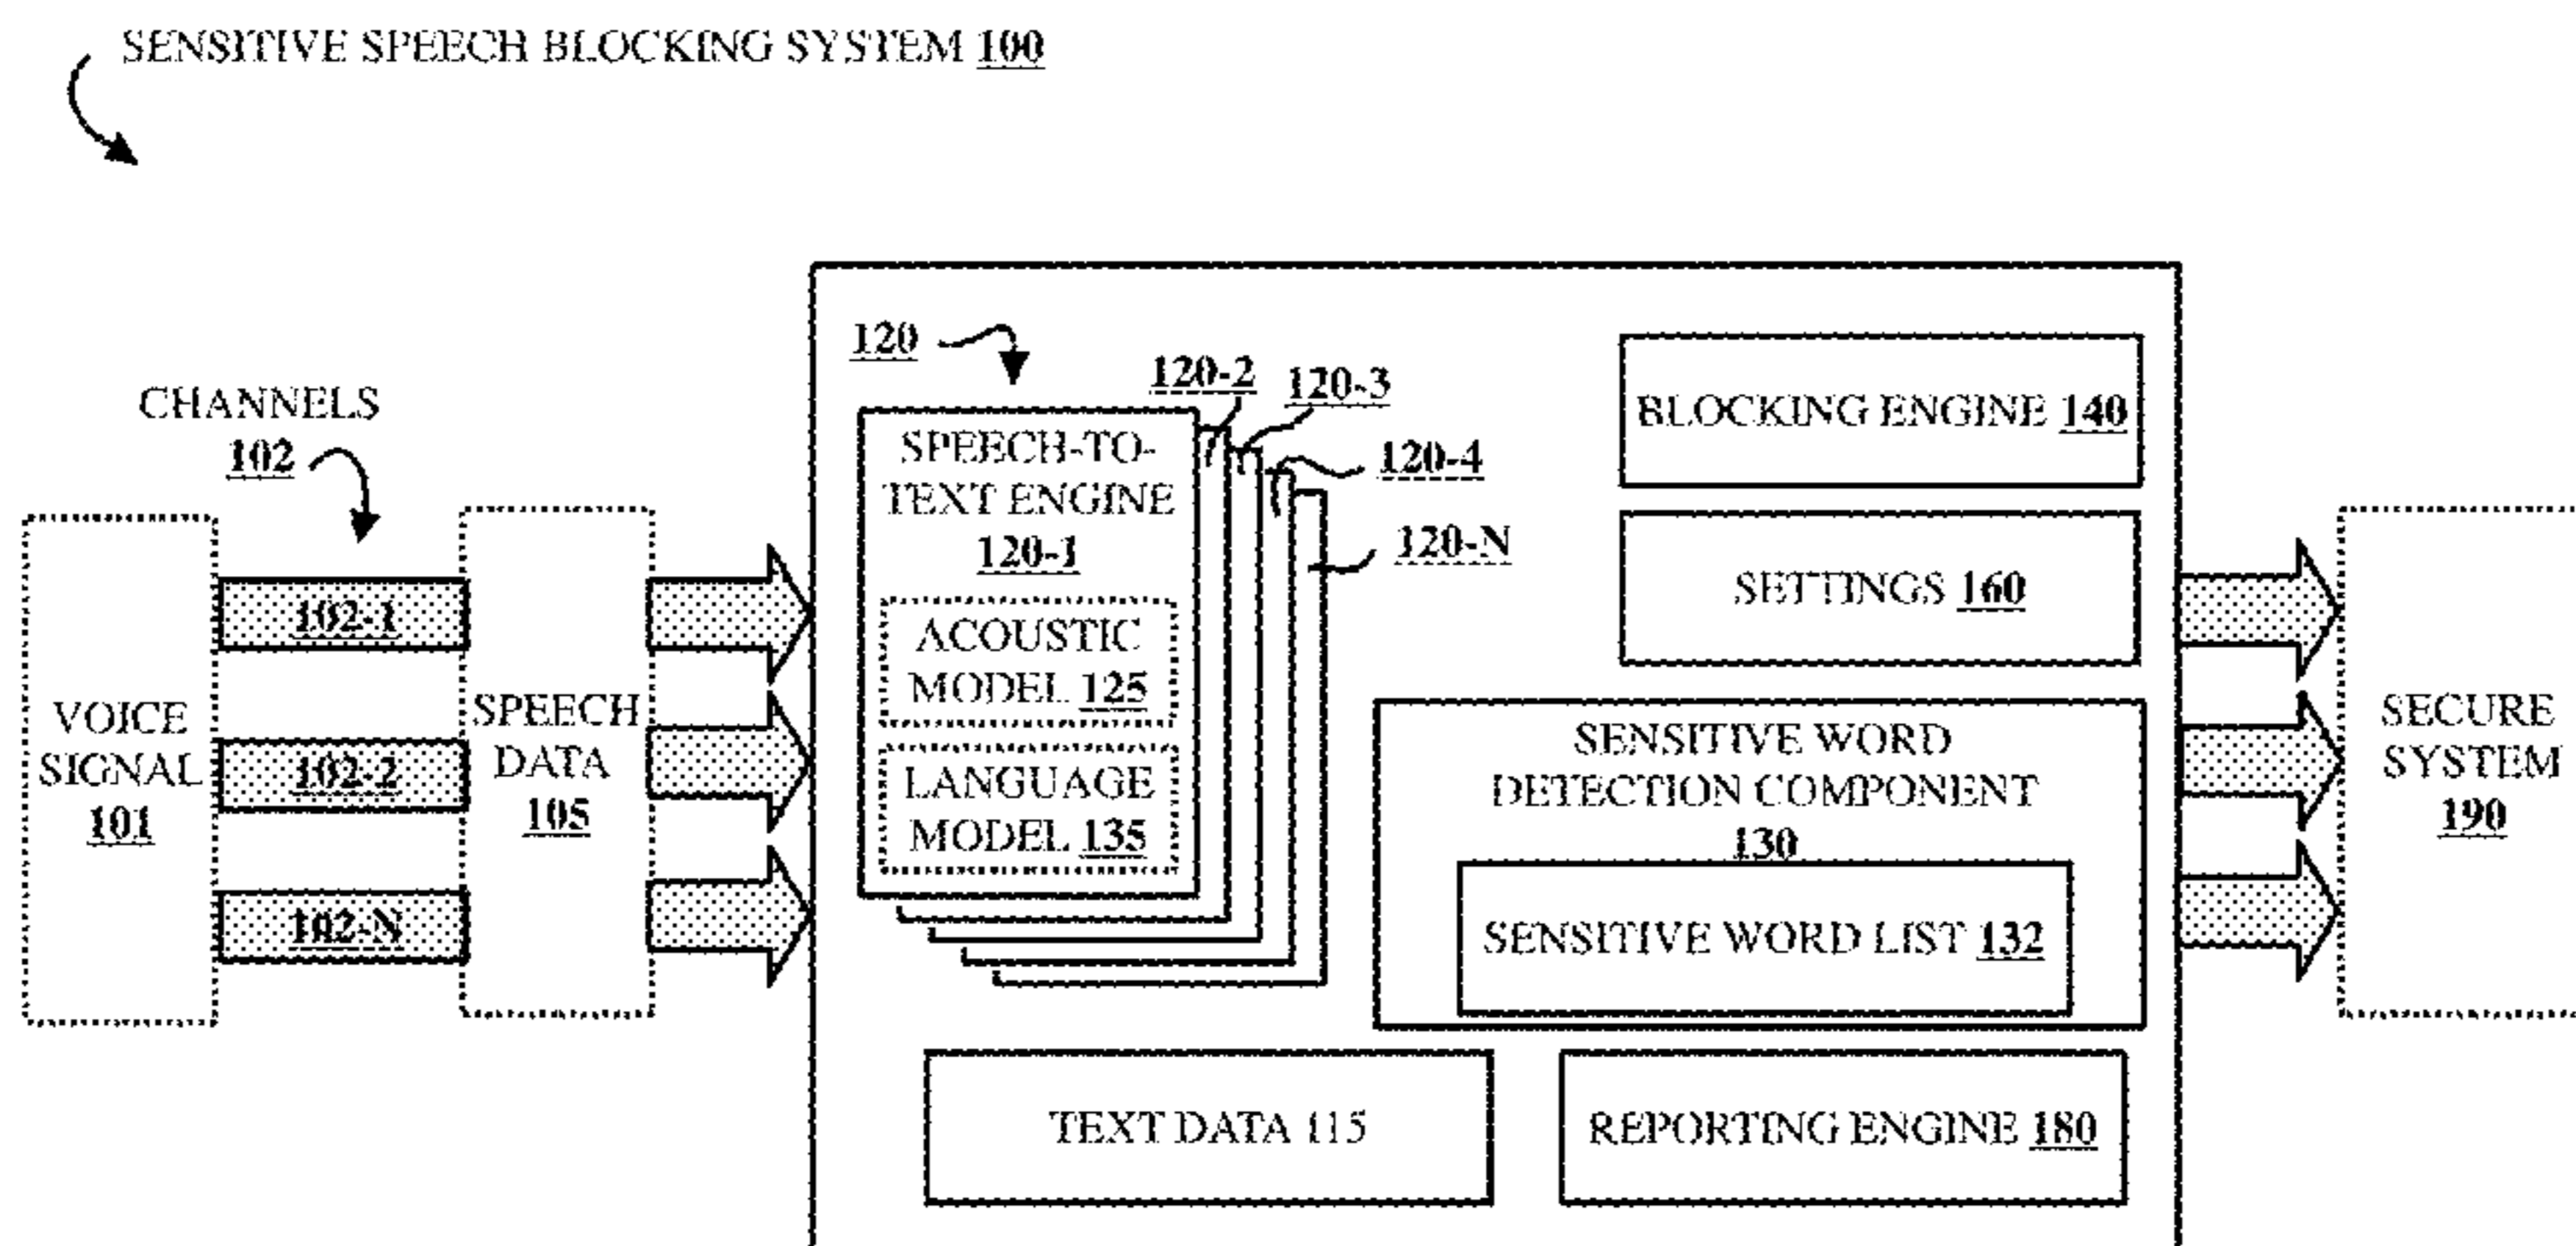 SENSITIVE SPEECH BLOCKING SYSTEM 100
CHANNELS
102
VOICE
SIGNAL
101
102-1
102-2
102-N
SPEECH
DATA
105
120
120-2
120-3
120-4
120-N
SPEECH-TO-
TEXT ENGINE
120-1
ACOUSTIC
MODEL 125
LANGUAGE
MODEL 135
BLOCKING ENGINE 140
SETTINGS 160
SENSITIVE WORD
DETECTION COMPONENT
130
SENSITIVE WORD LIST 132
TEXT DATA 115
REPORTING ENGINE 180
SECURE
SYSTEM
190